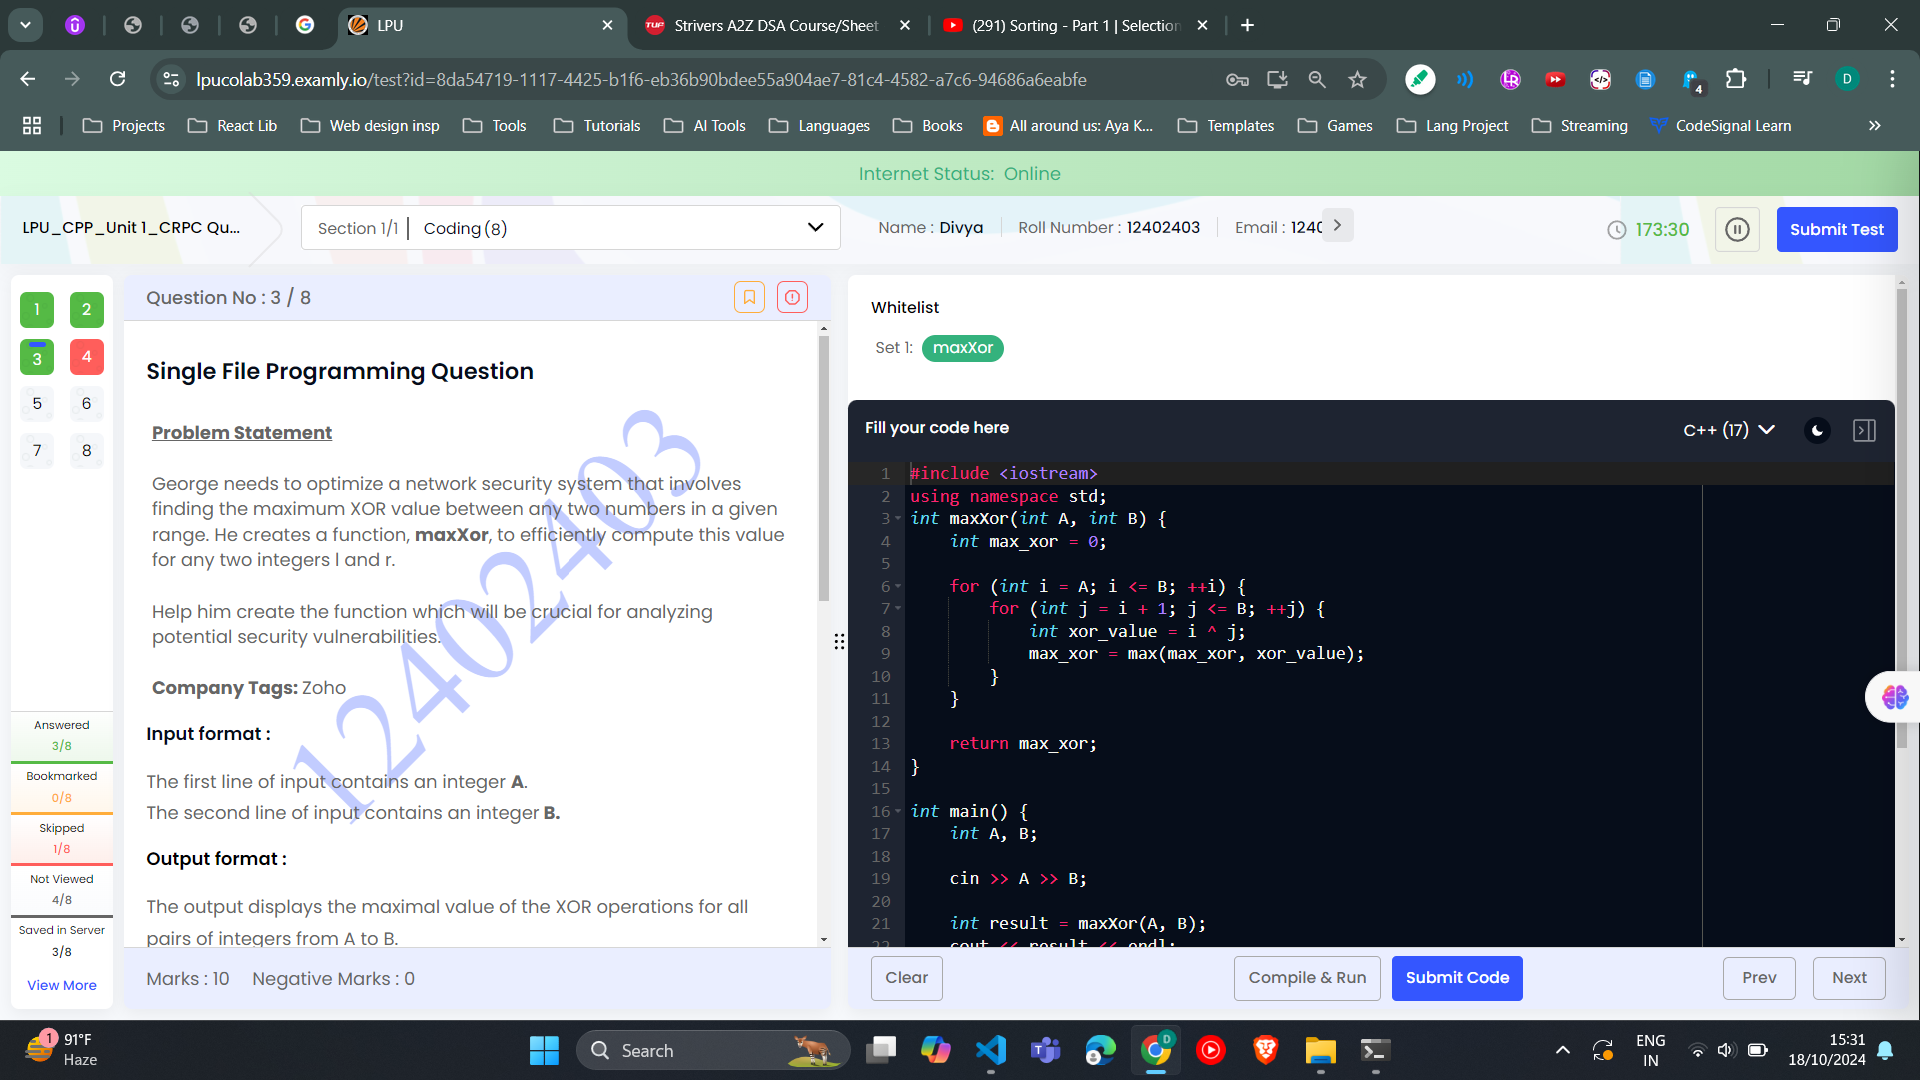 LPU
Strivers A2Z DSA Course/Sheet
(291) Sorting - Part 1 | Selection
lpucolab359.examly.io/test?id=8da54719-1117-4425-b1f6-eb36b90bdee55a904ae7-81c4-4582-a7c6-94686a6eabfe
4
D
Projects
React Lib
Web design insp
Tools
Tutorials
AI Tools
Languages
Books
All around us: Aya K...
Templates
Games
Lang Project
Streaming
CodeSignal Learn
Internet Status: Online
LPU_CPP_Unit 1_CRPC Qu...
Section 1/1 | Coding (8)
Name : Divya
Roll Number : 12402403
Email : 1240
173:30
Submit Test
1 2
3 4
5 6
7 8
Answered
3/8
Bookmarked
0/8
Skipped
1/8
Not Viewed
4/8
Saved in Server
3/8
View More
Question No : 3 / 8
Single File Programming Question
Problem Statement
George needs to optimize a network security system that involves
finding the maximum XOR value between any two numbers in a given
range. He creates a function, maxXor, to efficiently compute this value
for any two integers l and r.
Help him create the function which will be crucial for analyzing
potential security vulnerabilities.
Company Tags: Zoho
Input format :
The first line of input contains an integer A.
The second line of input contains an integer B.
Output format :
The output displays the maximal value of the XOR operations for all
pairs of integers from A to B.
12402403
Marks : 10 Negative Marks : 0
Whitelist
Set 1: maxXor
Fill your code here
C++ (17)
1 #include <iostream>
2 using namespace std;
3 int maxXor(int A, int B) {
4 int max_xor = 0;
5
6 for (int i = A; i <= B; ++i) {
7 for (int j = i + 1; j <= B; ++j) {
8 int xor_value = i ^ j;
9 max_xor = max(max_xor, xor_value);
10 }
11 }
12
13 return max_xor;
14 }
15
16 int main() {
17 int A, B;
18
19 cin >> A >> B;
20
21 int result = maxXor(A, B);
22 cout << result << endl;
Clear
Compile & Run
Submit Code
Prev
Next
1
91°F
Haze
Search
D
ENG
IN
15:31
18/10/2024